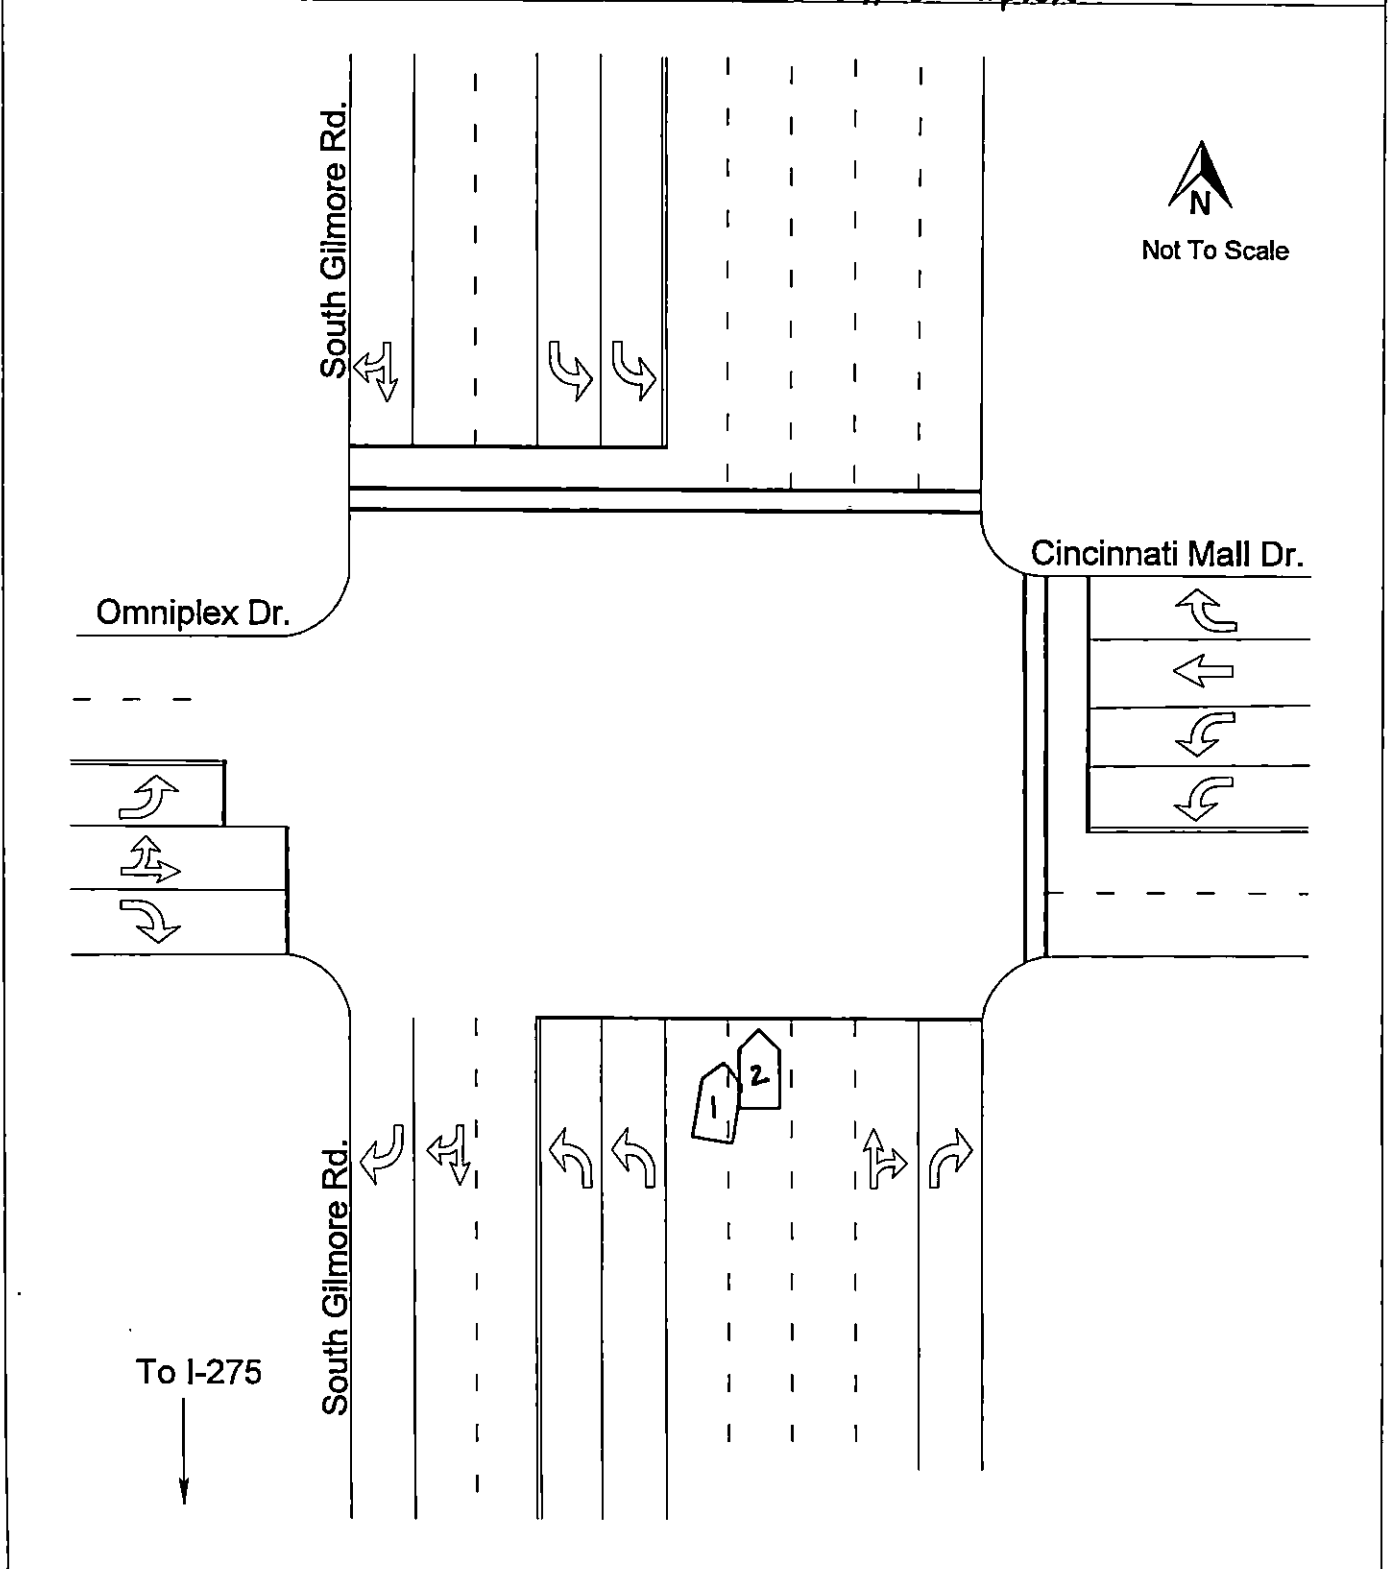 South Gilmore Rd.
N
Not To Scale
Cincinnati Mall Dr.
Omniplex Dr.
2
1
South Gilmore Rd.
To I-275